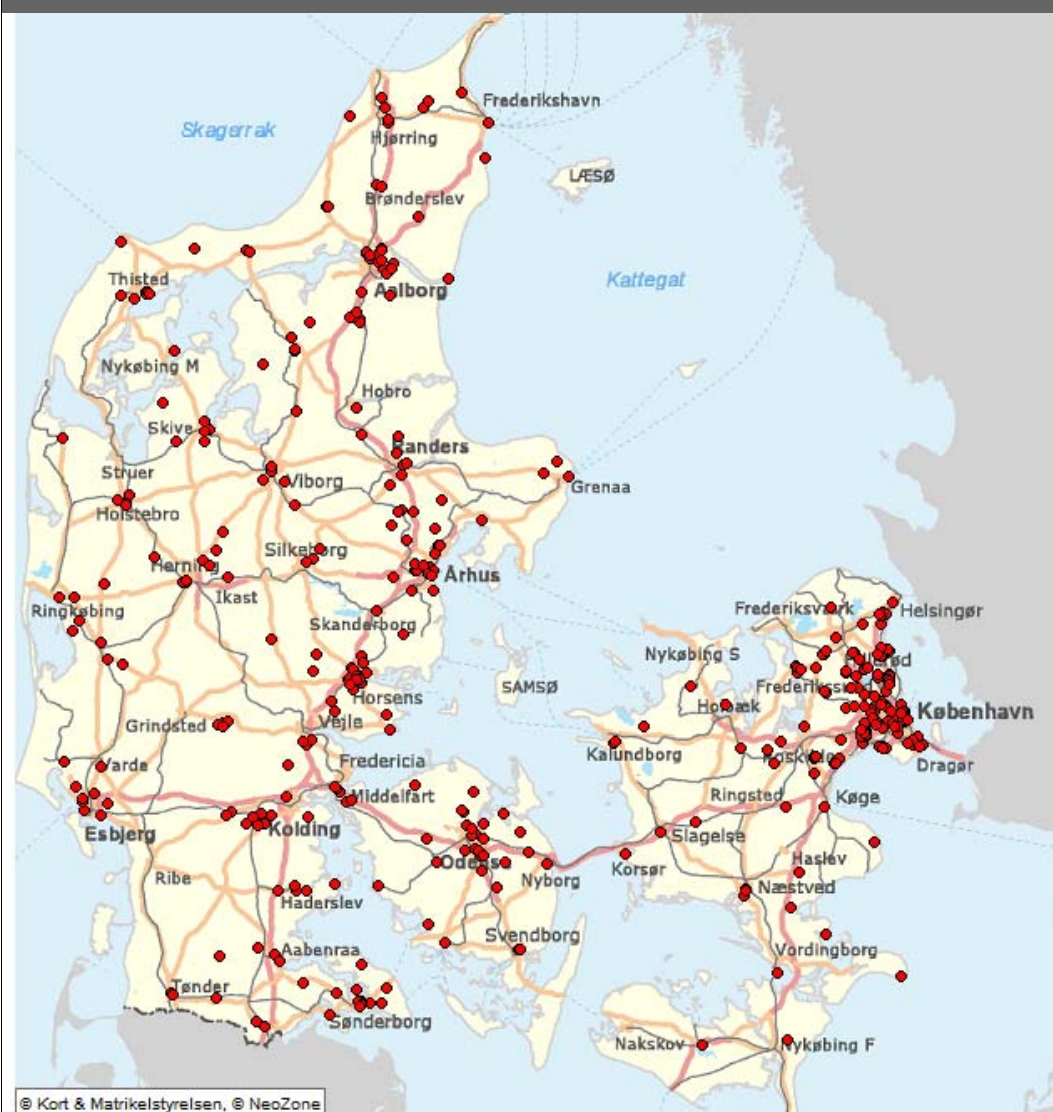 Frederikshavn
Skagerrak
Hjørring
LÆSØ
Brønderslev
Thisted
Kattegat
Aalborg
Nykøbing M
Hobro
Skive
Randers
Struer
Viborg
Grenaa
Holstebro
Silkeborg
Herning
Århus
Ikast
Ringkøbing
Frederiksværk
Helsingør
Skanderborg
Nykøbing S
Hillerød
SAMSØ
Frederikssund
Horsens
Holbæk
København
Grindsted
Vejle
Kalundborg
Roskilde
Dragør
Varde
Fredericia
Middelfart
Ringsted
Køge
Esbjerg
Kolding
Slagelse
Odense
Haslev
Korsør
Ribe
Nyborg
Næstved
Haderslev
Svendborg
Aabenraa
Vordingborg
Tønder
Sønderborg
Nakskov
Nykøbing F
© Kort & Matrikelstyrelsen, © NeoZone